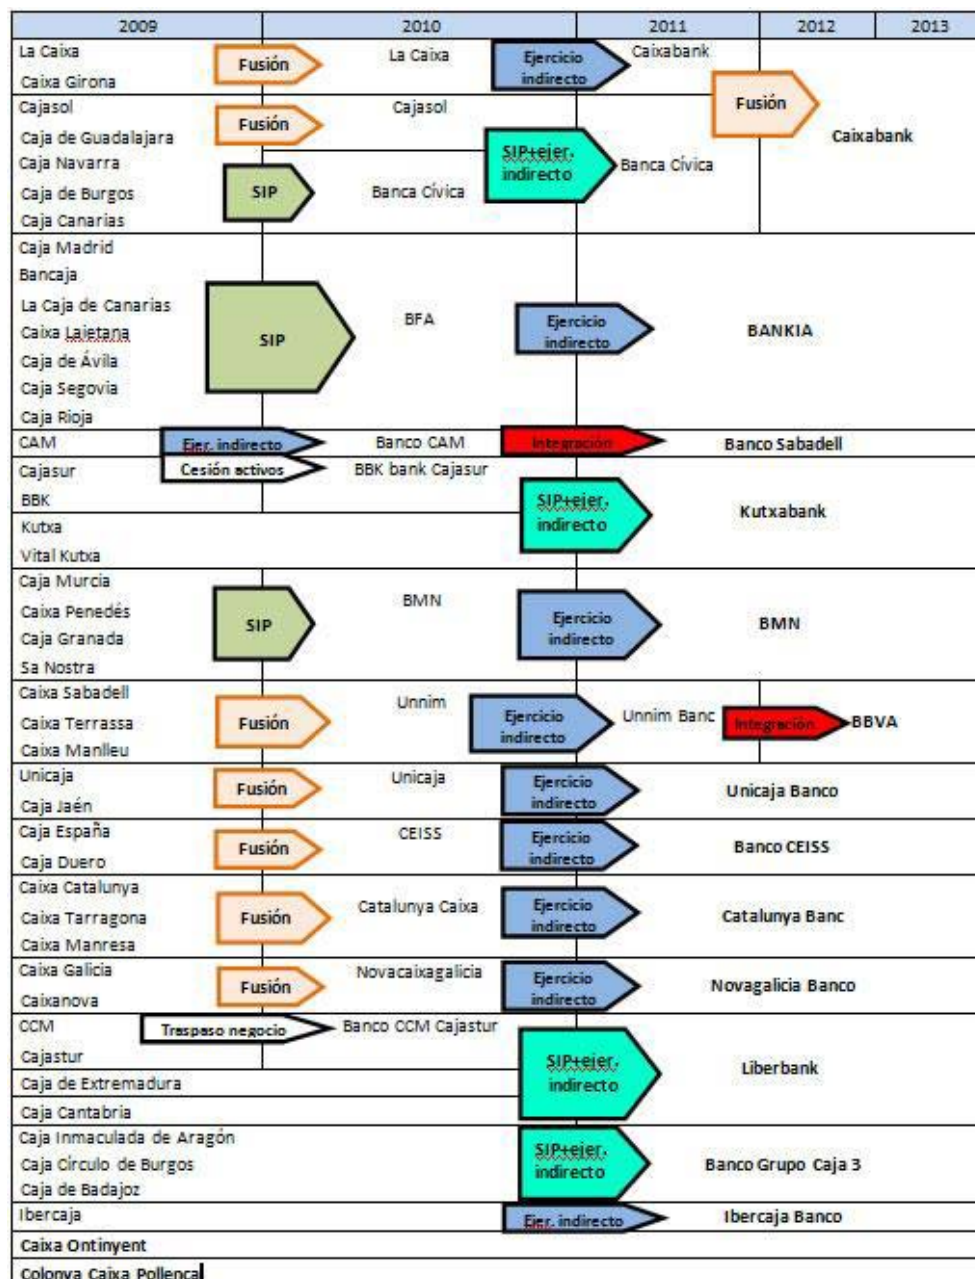 2009 2010 2011 2012 2013
La Caixa
Caixa Girona
Fusión
La Caixa
Ejercicio
indirecto
Caixabank
Fusión
Caixabank
Cajasol
Caja de Guadalajara
Fusión
Cajasol
SIP+ejer.
indirecto
Banca Cívica
Caja Navarra
Caja de Burgos
Caja Canarias
SIP
Banca Cívica
Caja Madrid
Bancaja
La Caja de Canarias
Caixa Laietana
Caja de Ávila
Caja Segovia
Caja Rioja
SIP
BFA
Ejercicio
indirecto
BANKIA
CAM
Ejer. indirecto
Banco CAM
Integración
Banco Sabadell
Cajasur
Cesión activos
BBK bank Cajasur
BBK
Kutxa
Vital Kutxa
SIP+ejer.
indirecto
Kutxabank
Caja Murcia
Caixa Penedés
Caja Granada
Sa Nostra
SIP
BMN
Ejercicio
indirecto
BMN
Caixa Sabadell
Caixa Terrassa
Caixa Manlleu
Fusión
Unnim
Ejercicio
indirecto
Unnim Banc
Integración
BBVA
Unicaja
Caja Jaén
Fusión
Unicaja
Ejercicio
indirecto
Unicaja Banco
Caja España
Caja Duero
Fusión
CEISS
Ejercicio
indirecto
Banco CEISS
Caixa Catalunya
Caixa Tarragona
Caixa Manresa
Fusión
Catalunya Caixa
Ejercicio
indirecto
Catalunya Banc
Caixa Galicia
Caixanova
Fusión
Novacaixagalicia
Ejercicio
indirecto
Novagalicia Banco
CCM
Traspaso negocio
Banco CCM Cajastur
Cajastur
Caja de Extremadura
Caja Cantabria
SIP+ejer.
indirecto
Liberbank
Caja Inmaculada de Aragón
Caja Círculo de Burgos
Caja de Badajoz
SIP+ejer.
indirecto
Banco Grupo Caja 3
Ibercaja
Ejer. indirecto
Ibercaja Banco
Caixa Ontinyent
Colonya Caixa Pollença